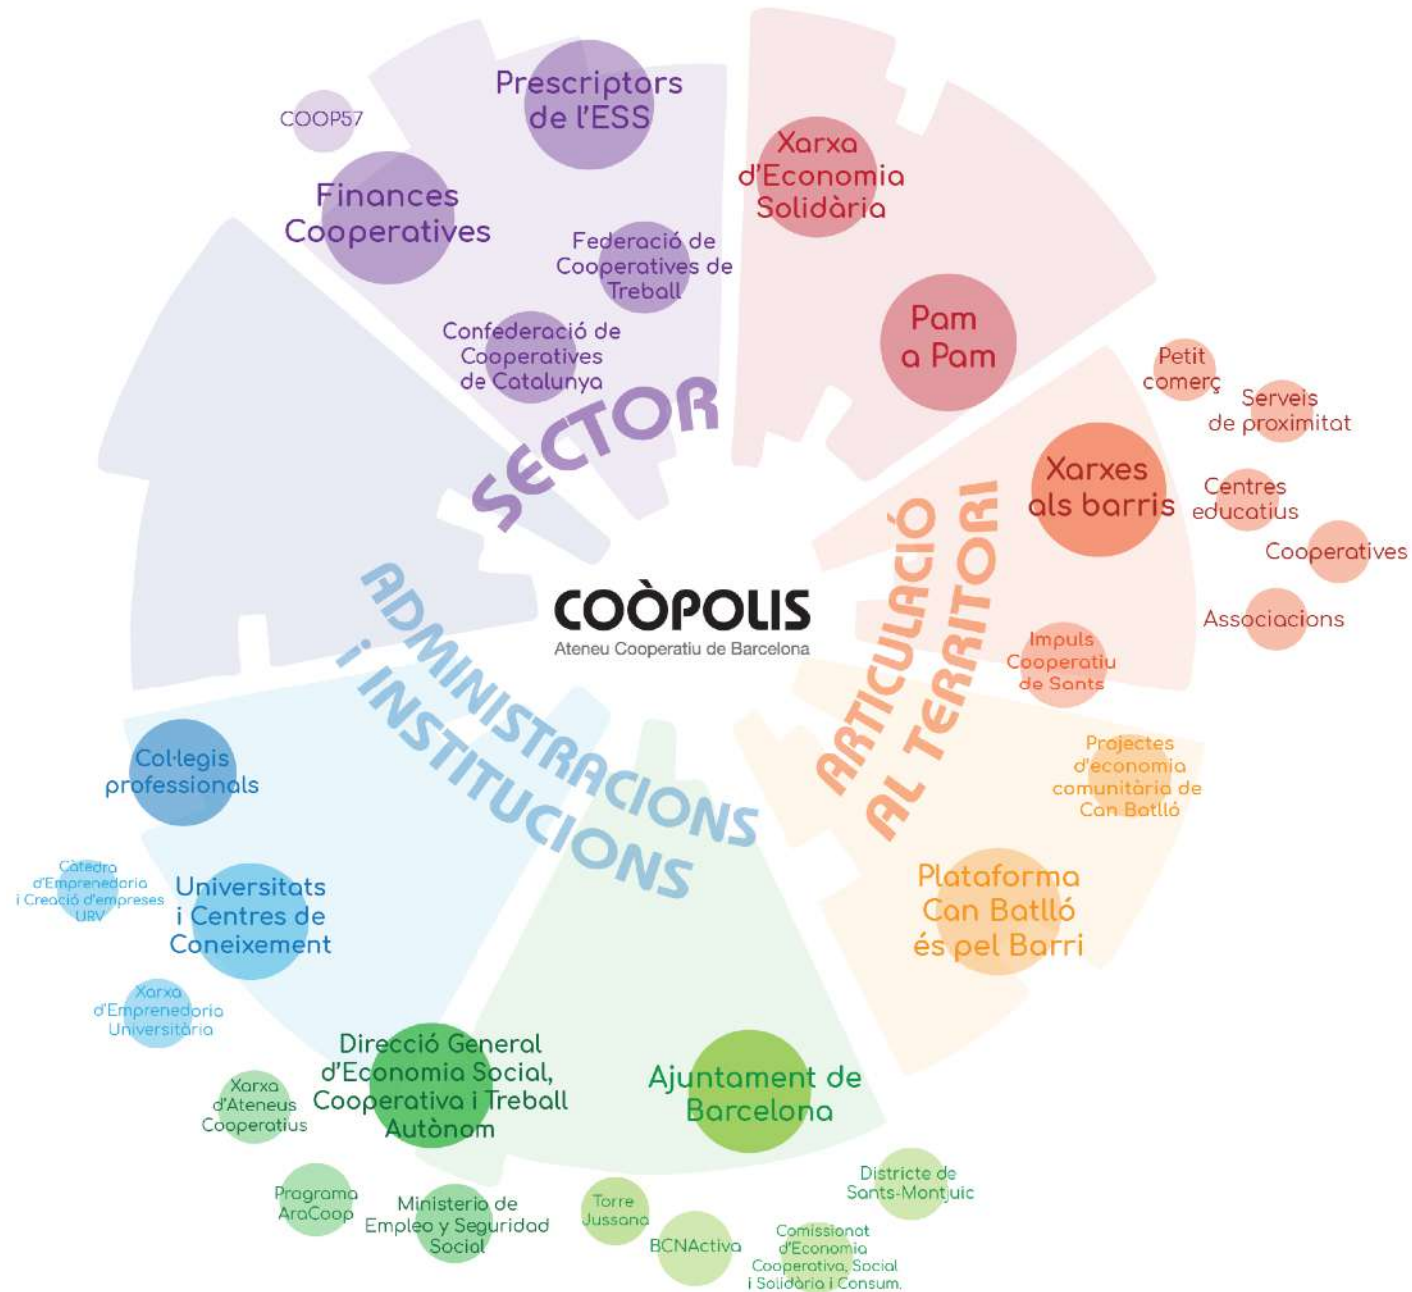 Prescriptors
de l'ESS
COOP57
Finances
Cooperatives
Federació de
Cooperatives de
Treball
Confederació de
Cooperatives
de Catalunya
SECTOR
Xarxa
d'Economia
Solidària
Pam
a Pam
Petit
comerç
Serveis
de proximitat
Xarxes
als barris
Centres
educatius
Cooperatives
Associacions
Impuls
Cooperatiu
de Sants
ARTICULACIÓ
AL TERRITORI
COÒPOLIS
Ateneu Cooperatiu de Barcelona
ADMINISTRACIONS
i INSTITUCIONS
Projectes
d'economia
comunitària de
Can Batlló
Plataforma
Can Batlló
és pel Barri
Col·legis
professionals
Càtedra
d'Emprenedoria
i Creació d'empreses
URV
Universitats
i Centres de
Coneixement
Xarxa
d'Emprenedoria
Universitària
Direcció General
d'Economia Social,
Cooperativa i Treball
Autònom
Ajuntament de
Barcelona
Xarxa
d'Ateneus
Cooperatius
Programa
AraCoop
Ministerio de
Empleo y Seguridad
Social
Torre
Jussana
BCNActiva
Comissionat
d'Economia
Cooperativa, Social
i Solidària i Consum.
Districte de
Sants-Montjuic